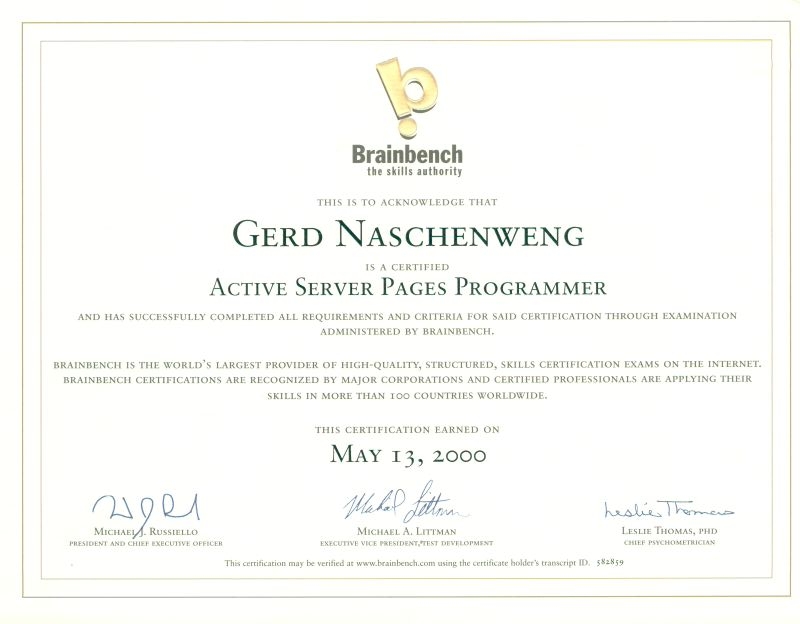 Brainbench
the skills authority
THIS IS TO ACKNOWLEDGE THAT
GERD NASCHENWENG
IS A CERTIFIED
ACTIVE SERVER PAGES PROGRAMMER
AND HAS SUCCESSFULLY COMPLETED ALL REQUIREMENTS AND CRITERIA FOR SAID CERTIFICATION THROUGH EXAMINATION
ADMINISTERED BY BRAINBENCH.
BRAINBENCH IS THE WORLD'S LARGEST PROVIDER OF HIGH-QUALITY, STRUCTURED, SKILLS CERTIFICATION EXAMS ON THE INTERNET.
BRAINBENCH CERTIFICATIONS ARE RECOGNIZED BY MAJOR CORPORATIONS AND CERTIFIED PROFESSIONALS ARE APPLYING THEIR
SKILLS IN MORE THAN 100 COUNTRIES WORLDWIDE.
THIS CERTIFICATION EARNED ON
MAY 13, 2000
Michael Littman
Leslie Thomas
MICHAEL J. RUSSIELLO
MICHAEL A. LITTMAN
LESLIE THOMAS, PHD
PRESIDENT AND CHIEF EXECUTIVE OFFICER
EXECUTIVE VICE PRESIDENT, TEST DEVELOPMENT
CHIEF PSYCHOMETRICIAN
This certification may be verified at www.brainbench.com using the certificate holder's transcript ID. 582859